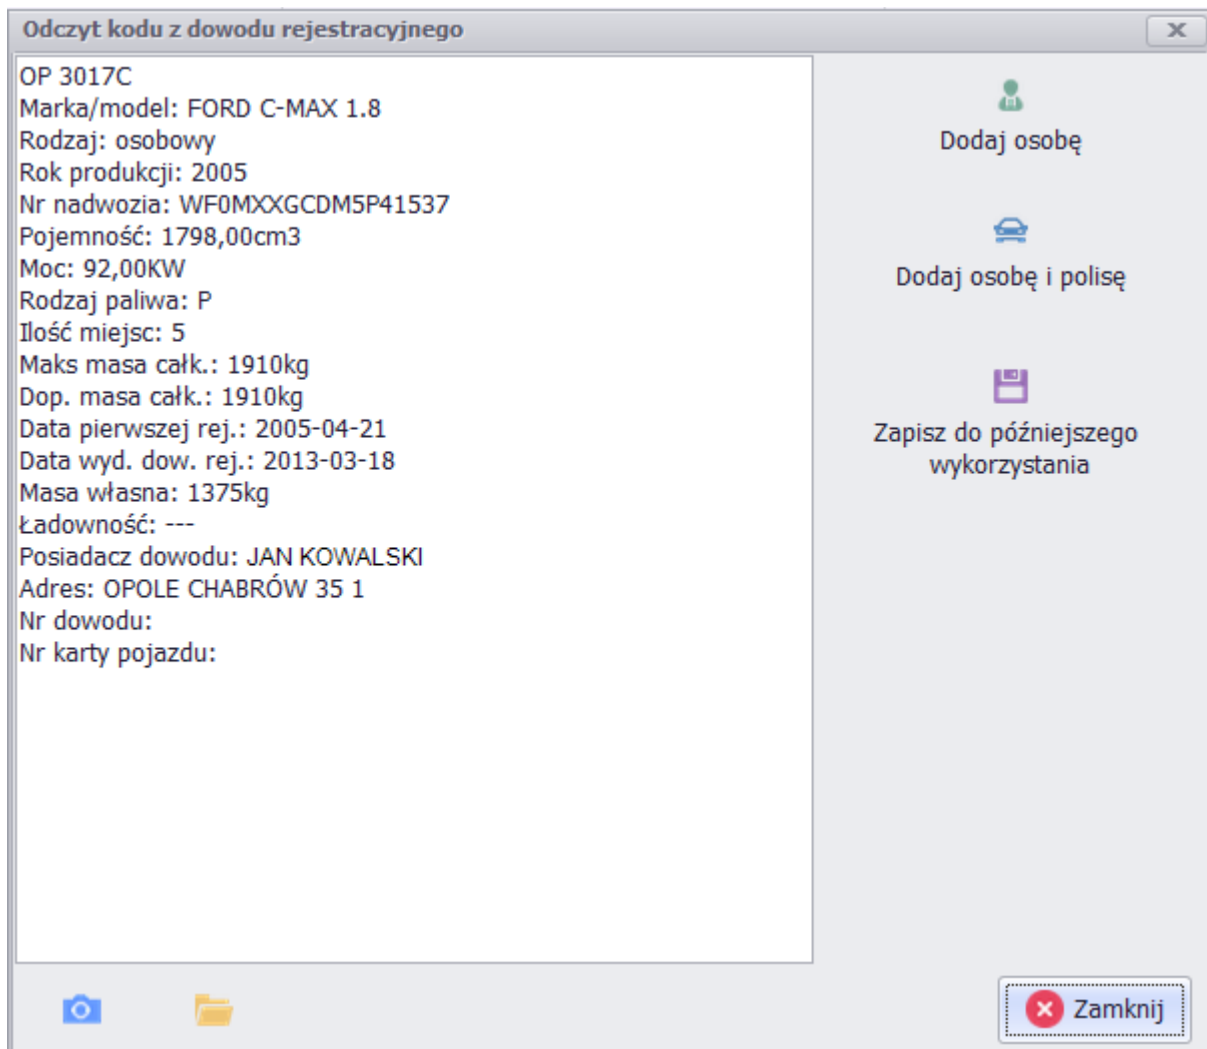 Odczyt kodu z dowodu rejestracyjnego
OP 3017C
Marka/model: FORD C-MAX 1.8
Rodzaj: osobowy
Rok produkcji: 2005
Nr nadwozia: WF0MXXGCDM5P41537
Pojemność: 1798,00cm3
Moc: 92,00KW
Rodzaj paliwa: P
Ilość miejsc: 5
Maks masa całk.: 1910kg
Dop. masa całk.: 1910kg
Data pierwszej rej.: 2005-04-21
Data wyd. dow. rej.: 2013-03-18
Masa własna: 1375kg
Ładowność: ---
Posiadacz dowodu: JAN KOWALSKI
Adres: OPOLE CHABRÓW 35 1
Nr dowodu:
Nr karty pojazdu:
Dodaj osobę
Dodaj osobę i polisę
Zapisz do późniejszego
wykorzystania
Zamknij